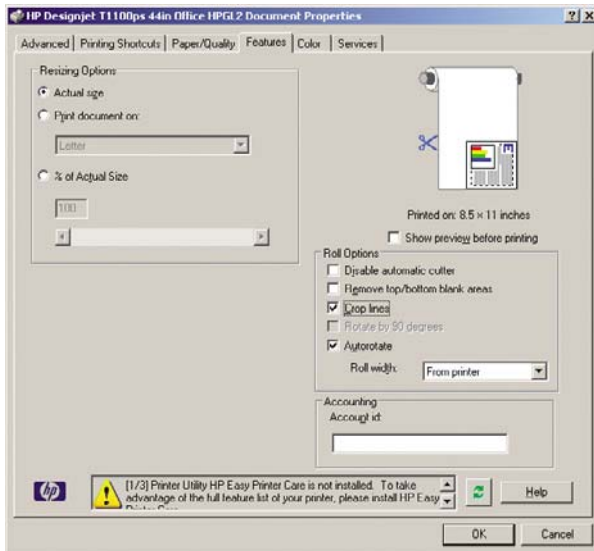 HP Designjet T1100ps 44in Office HPGL2 Document Properties
Advanced
Printing Shortcuts
Paper/Quality
Features
Color
Services
Resizing Options
Actual size
Print document on:
Letter
% of Actual Size
100
Printed on: 8.5 × 11 inches
Show preview before printing
Roll Options
Disable automatic cutter
Remove top/bottom blank areas
Crop lines
Rotate by 90 degrees
Autorotate
Roll width:
From printer
Accounting
Account id:
hp
[1/3] Printer Utility HP Easy Printer Care is not installed. To take
advantage of the full feature list of your printer, please install HP Easy
Printer Care
Help
OK
Cancel